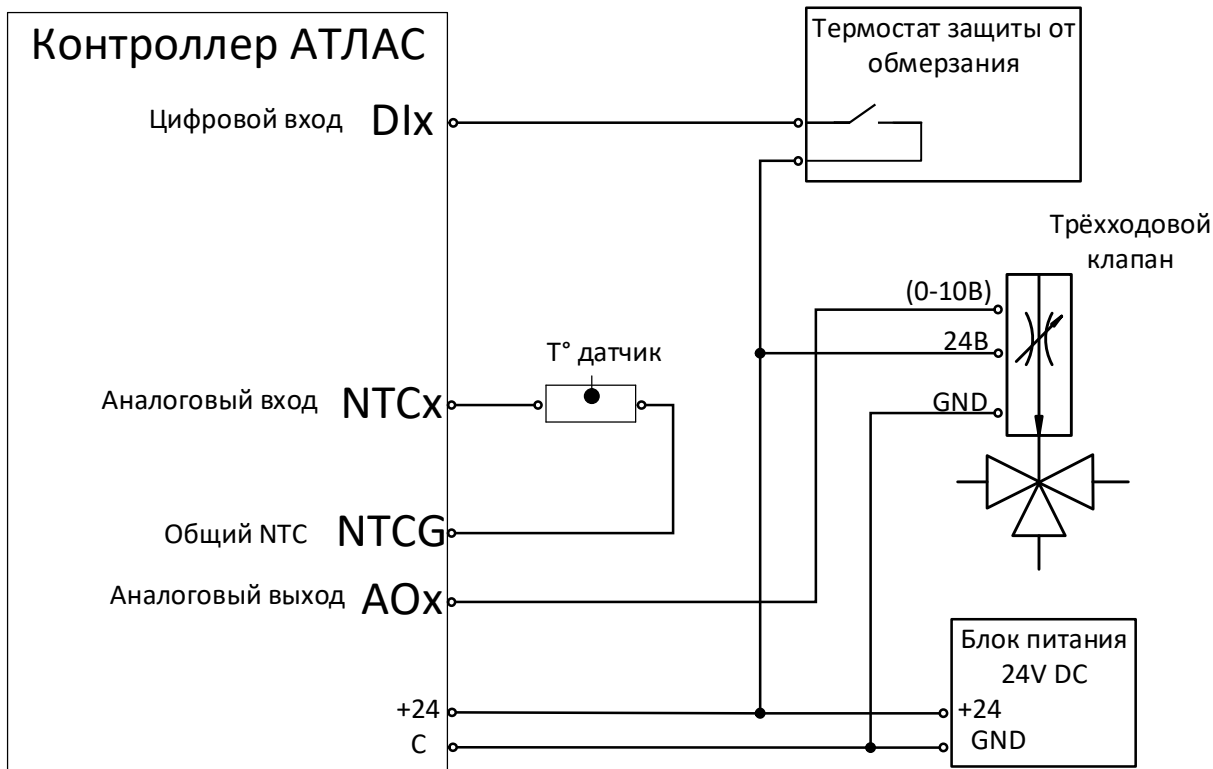 Контроллер АТЛАС
Термостат защиты от
обмерзания
Цифровой вход DIx
Трёхходовой
клапан
(0-10В)
24В
GND
T° датчик
Аналоговый вход NTCx
Общий NTC NTCG
Аналоговый выход AOx
Блок питания
24V DC
+24
GND
+24
C